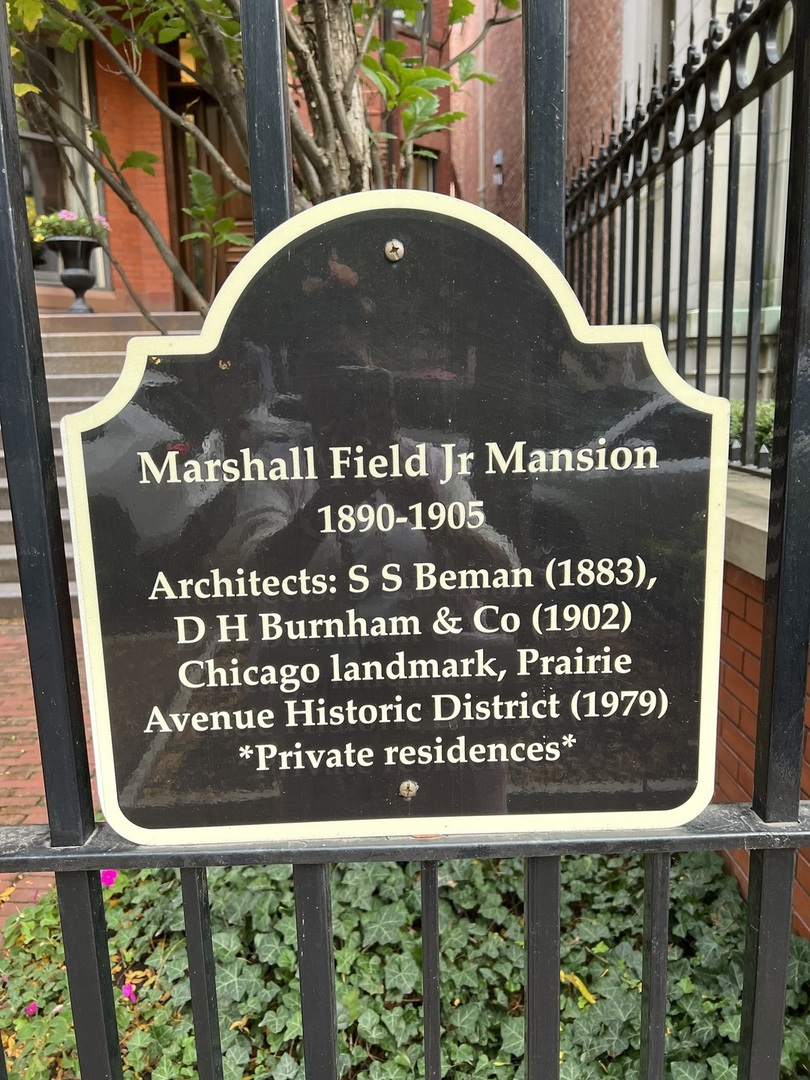 Marshall Field Jr Mansion
1890-1905
Architects: S S Beman (1883),
D H Burnham & Co (1902)
Chicago landmark, Prairie
Avenue Historic District (1979)
*Private residences*